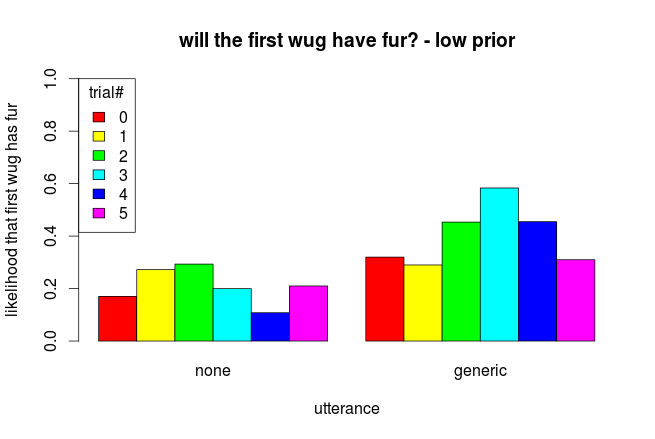 will the first wug have fur? - low prior
likelihood that first wug has fur
1.0
0.8
0.6
0.4
0.2
0.0
trial#
0
1
2
3
4
5
none generic
utterance